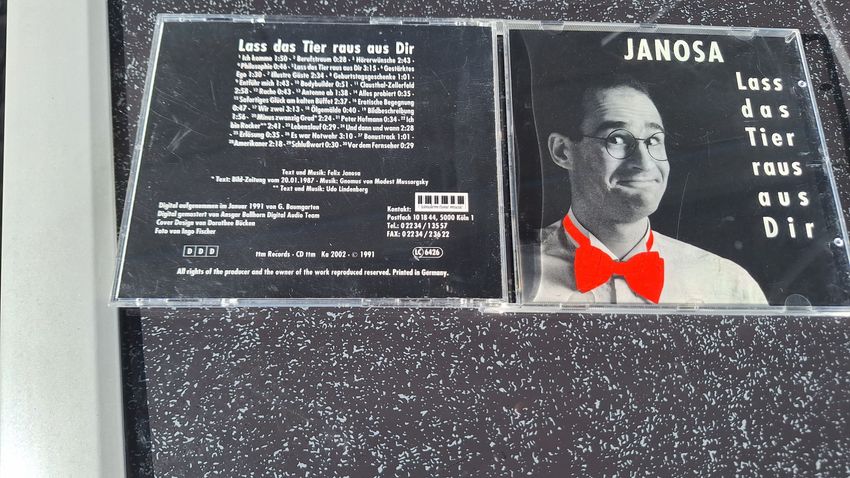 Lass das Tier raus aus Dir
¹ Ich komme 1:50 · ² Berufstraum 0:28 · ³ Hörerwünsche 2:43
⁴ Philosophin 0:46 · ⁵ Lass das Tier raus aus Dir 3:15 · ⁶ Gestärktes
Ego 1:30 · ⁷ Illustre Gäste 2:34 · ⁸ Geburtstagsgeschenke 1:01
⁹ Entführ mich 1:43 · ¹⁰ Bodybuilder 0:51 · ¹¹ Clausthal-Zellerfeld
2:58 · ¹² Rache 0:43 · ¹³ Antenne ab 1:38 · ¹⁴ Alles probiert 0:35
¹⁵ Sofortiges Glück am kalten Büffet 2:37 · ¹⁶ Erotische Begegnung
0:47 · ¹⁷ Wir zwei 3:13 · ¹⁸ Ölgemälde 0:40 · ¹⁹ Bildbeschreibung
1:56 · ²⁰ Minus zwanzig Grad* 2:24 · ²¹ Peter Hofmann 0:34 · ²² Ich
bin Rocker** 2:41 · ²³ Lebenslauf 0:29 · ²⁴ Und dann und wann 2:28
²⁵ Erlösung 0:35 · ²⁶ Es war Notwehr 3:10 · ²⁷ Bonustrack 1:01
²⁸ Amerikaner 2:18 · ²⁹ Schlußwort 0:30 · ³⁰ Vor dem Fernseher 0:29
Text und Musik: Felix Janosa
* Text: Bild-Zeitung vom 20.01.1987 · Musik: Gnomus von Modest Mussorgsky
** Text und Musik: Udo Lindenberg
Digital aufgenommen im Januar 1991 von G. Baumgarten
Digital gemastert von Ansgar Ballhorn Digital Audio Team
Cover Design von Dorothee Bücken
Foto von Ingo Fischer
Kontakt:
Postfach 10 18 44, 5000 Köln 1
Tel.: 0 22 34 / 135 57
FAX: 0 22 34 / 2 36 22
D D D
ttm Records · CD ttm Ka 2002 · © 1991
LC 6426
All rights of the producer and the owner of the work reproduced reserved. Printed in Germany.
JANOSA
Lass
das
Tier
raus
aus
Dir